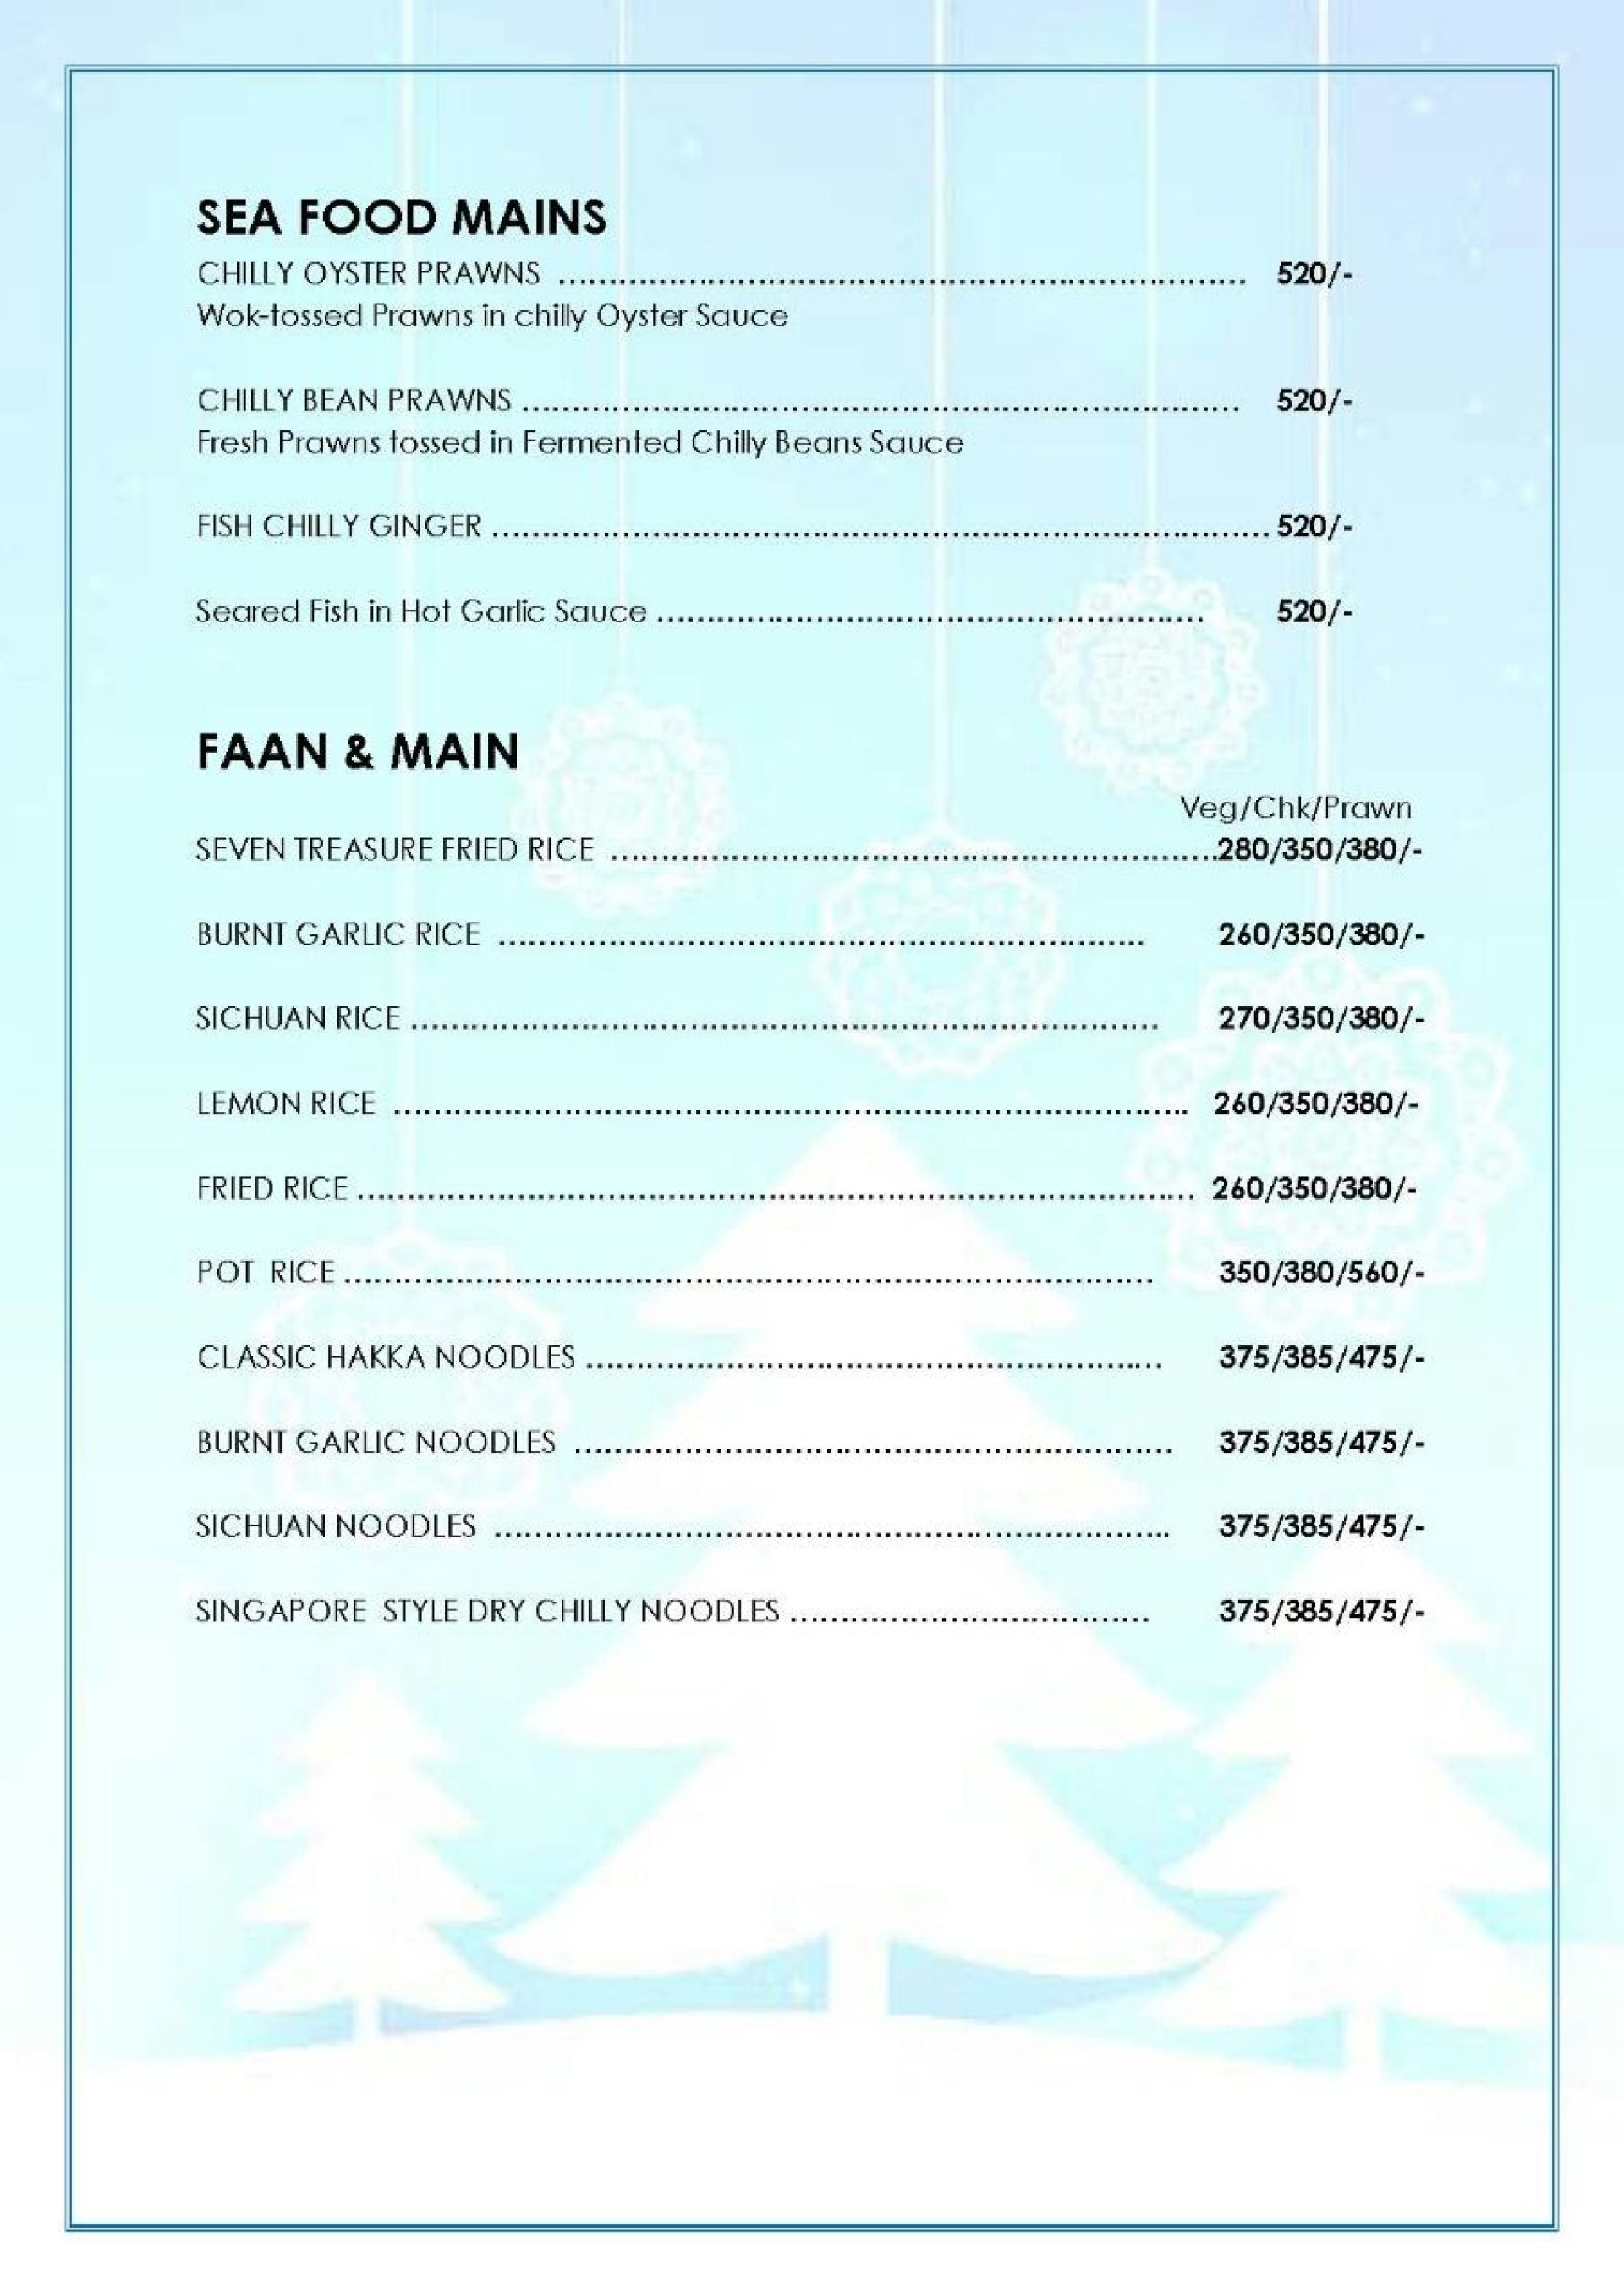 SEA FOOD MAINS
CHILLY OYSTER PRAWNS ........................................................................ 520/-
Wok-tossed Prawns in chilly Oyster Sauce
CHILLY BEAN PRAWNS ........................................................................... 520/-
Fresh Prawns tossed in Fermented Chilly Beans Sauce
FISH CHILLY GINGER .................................................................................. 520/-
Seared Fish in Hot Garlic Sauce .......................................................... 520/-
FAAN & MAIN
Veg/Chk/Prawn
SEVEN TREASURE FRIED RICE ................................................................280/350/380/-
BURNT GARLIC RICE .................................................................... 260/350/380/-
SICHUAN RICE .............................................................................. 270/350/380/-
LEMON RICE .................................................................................... 260/350/380/-
FRIED RICE ........................................................................................ 260/350/380/-
POT RICE ..................................................................................... 350/380/560/-
CLASSIC HAKKA NOODLES ............................................................. 375/385/475/-
BURNT GARLIC NOODLES ............................................................... 375/385/475/-
SICHUAN NOODLES ....................................................................... 375/385/475/-
SINGAPORE STYLE DRY CHILLY NOODLES ...................................... 375/385/475/-